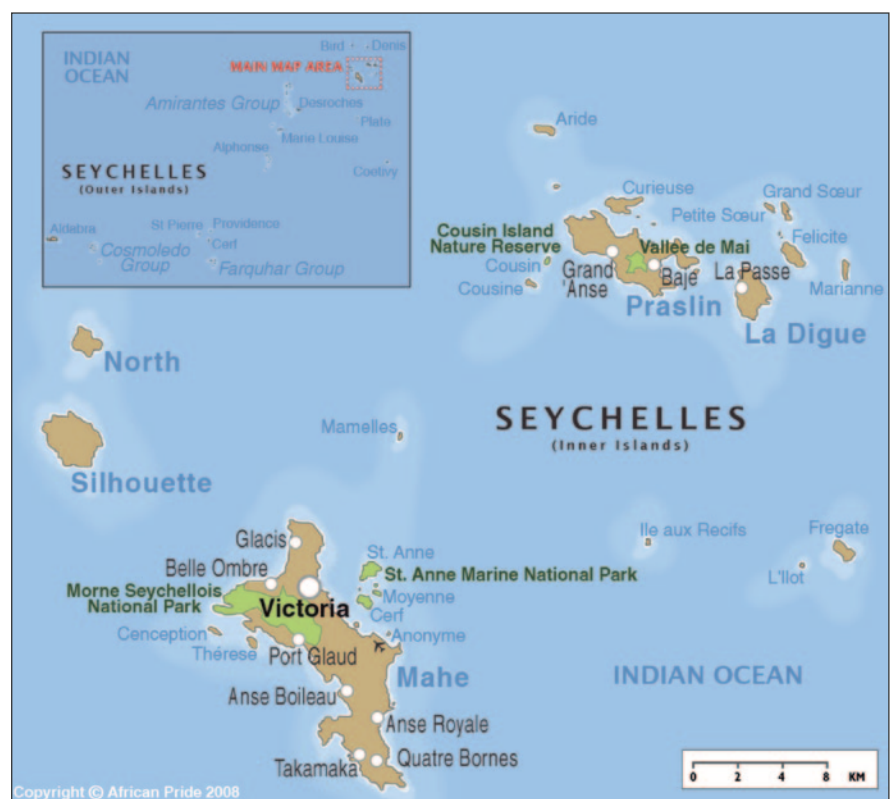 INDIAN
OCEAN
Bird
Denis
MAIN MAP AREA
Amirantes Group
Desroches
Plate
Marie Louise
Alphonse
Coetivy
SEYCHELLES
(Outer Islands)
Aldabra
St Pierre
Providence
Cerf
Cosmoledo
Group
Farquhar Group
Aride
Curieuse
Grand Sœur
Petite Sœur
Cousin Island
Nature Reserve
Vallée de Mai
Felicite
Cousin
Grand
'Anse
Baje
La Passe
Cousine
Marianne
Praslin
La Digue
North
SEYCHELLES
(Inner Islands)
Mamelles
Silhouette
Glacis
St. Anne
Ile aux Recifs
Fregate
Belle Ombre
St. Anne Marine National Park
L'Ilot
Morne Seychellois
National Park
Victoria
Moyenne
Cerf
Cenception
Anonyme
Thérese
Port Glaud
Mahe
INDIAN OCEAN
Anse Boileau
Anse Royale
Takamaka
Quatre Bornes
0 2 4 8 KM
Copyright © African Pride 2008